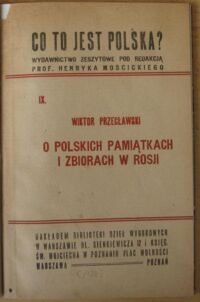 CO TO JEST POLSKA?
WYDAWNICTWO ZESZYTOWE POD REDAKCJĄ
PROF. HENRYKA MOŚCICKIEGO
IX.
WIKTOR PRZECŁAWSKI
O POLSKICH PAMIĄTKACH
I ZBIORACH W ROSJI
NAKŁADEM BIBLJOTEKI DZIEŁ WYBOROWYCH
W WARSZAWIE UL. SIENKIEWICZA 12 I KSIĘG.
ŚW. WOJCIECHA W POZNANIU PLAC WOLNOŚCI
WARSZAWA — POZNAŃ